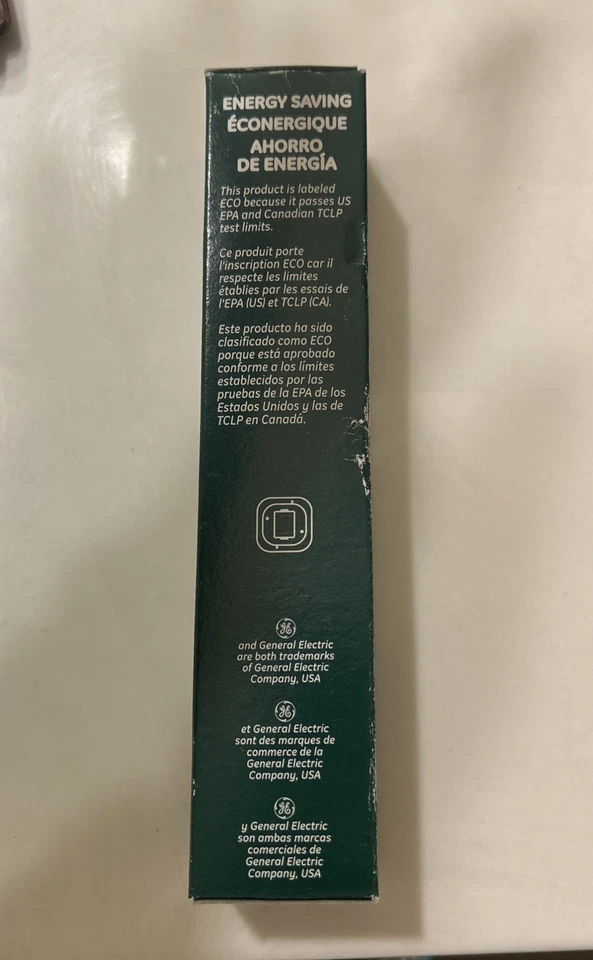 ENERGY SAVING
ÉCONERGIQUE
AHORRO
DE ENERGÍA
This product is labeled
ECO because it passes US
EPA and Canadian TCLP
test limits.
Ce produit porte
l'inscription ECO car il
respecte les limites
établies par les essais de
l'EPA (US) et TCLP (CA).
Este producto ha sido
clasificado como ECO
porque está aprobado
conforme a los límites
establecidos por las
pruebas de la EPA de los
Estados Unidos y las de
TCLP en Canadá.
GE
and General Electric
are both trademarks
of General Electric
Company, USA
GE
et General Electric
sont des marques de
commerce de la
General Electric
Company, USA
GE
y General Electric
son ambas marcas
comerciales de
General Electric
Company, USA